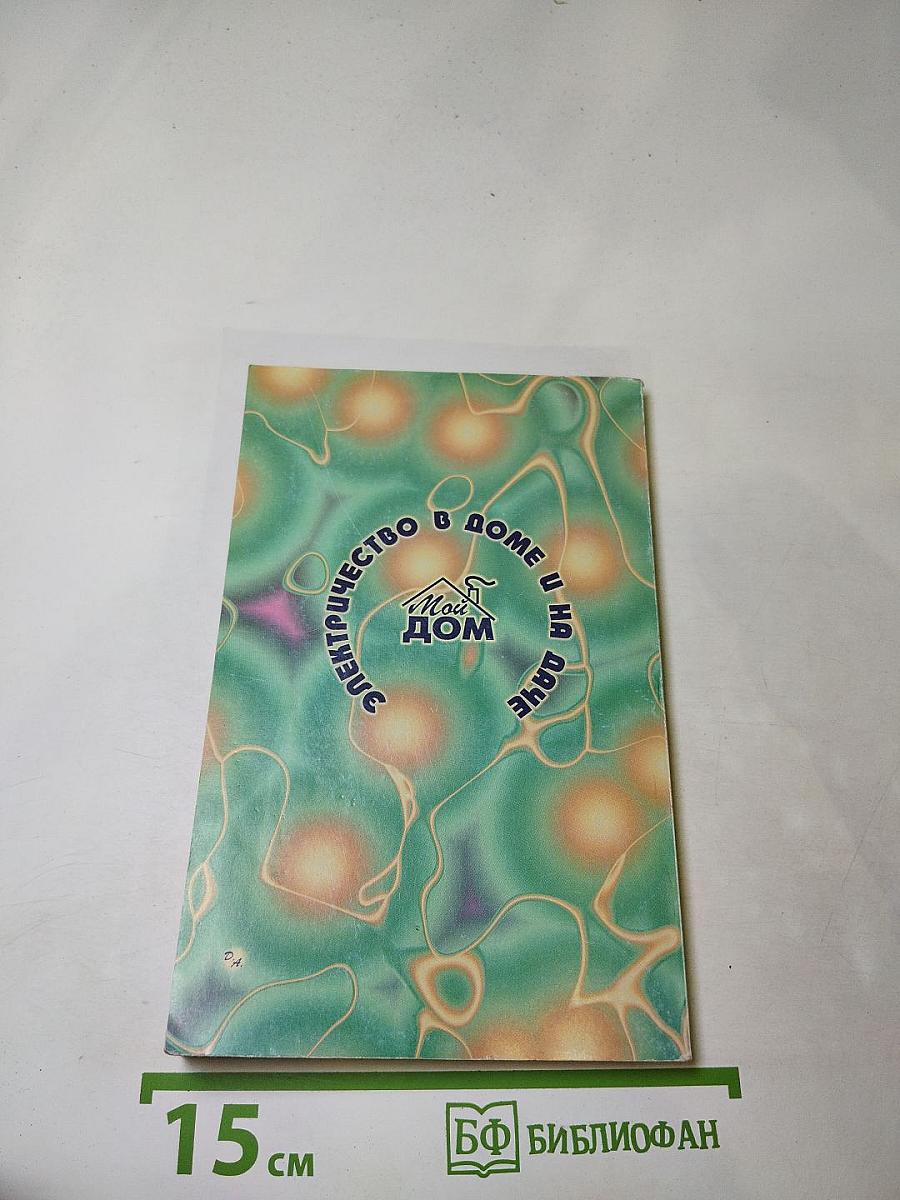 ЭЛЕКТРИЧЕСТВО В ДОМЕ И НА ДАЧЕ
Мой
ДОМ
Д А.
15 см
БФ БИБЛИОФАН